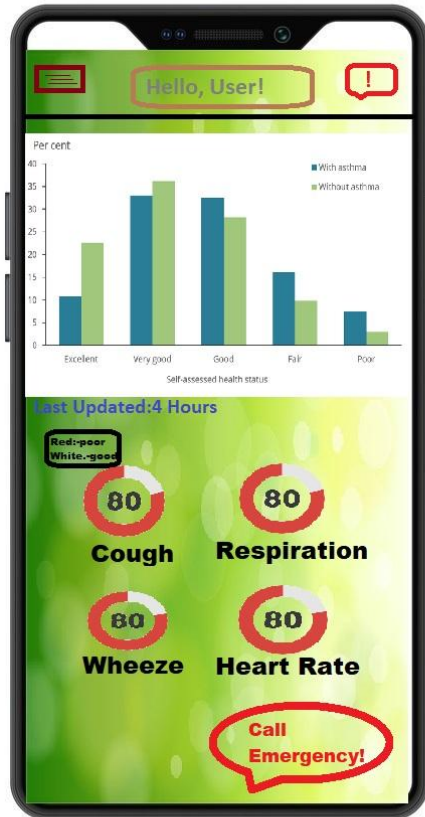 Hello, User!
!
Per cent
40
35
30
25
20
15
10
5
0
With asthma
Without asthma
Excellent
Very good
Good
Fair
Poor
Self-assessed health status
Last Updated:4 Hours
Red:-poor
White.-good
80
Cough
80
Respiration
80
Wheeze
80
Heart Rate
Call
Emergency!